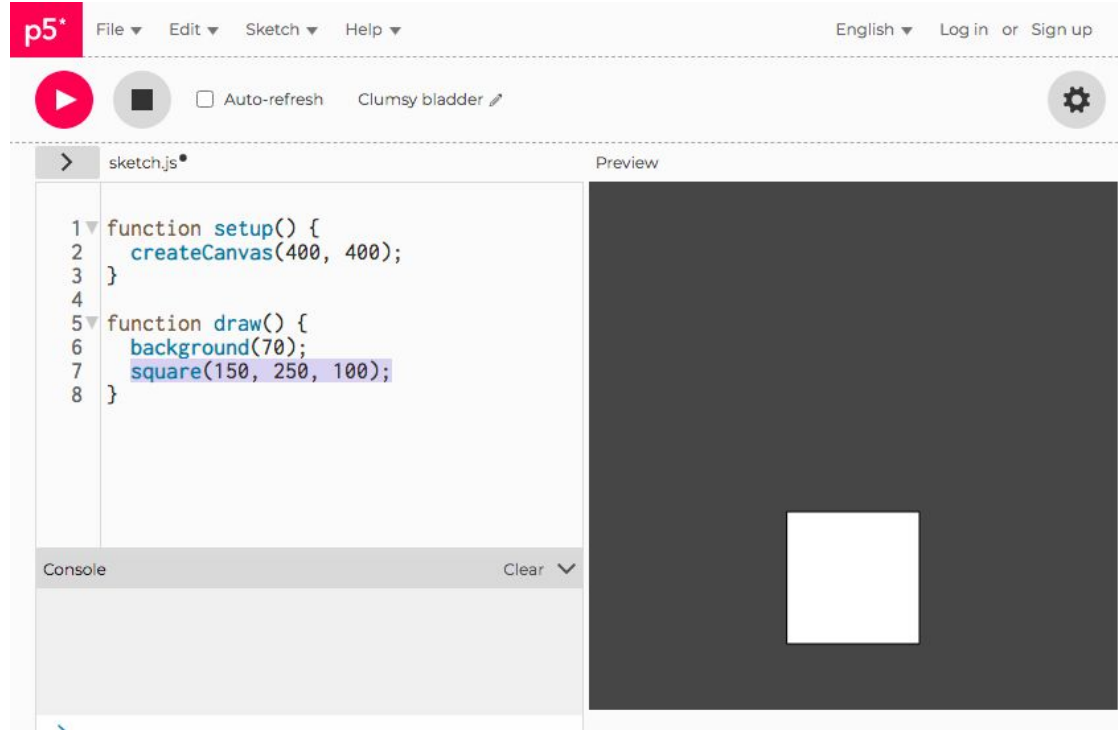 p5* File Edit Sketch Help English Log in or Sign up
Auto-refresh Clumsy bladder
sketch.js Preview
1 function setup() {
2 createCanvas(400, 400);
3 }
4
5 function draw() {
6 background(70);
7 square(150, 250, 100);
8 }
Console Clear